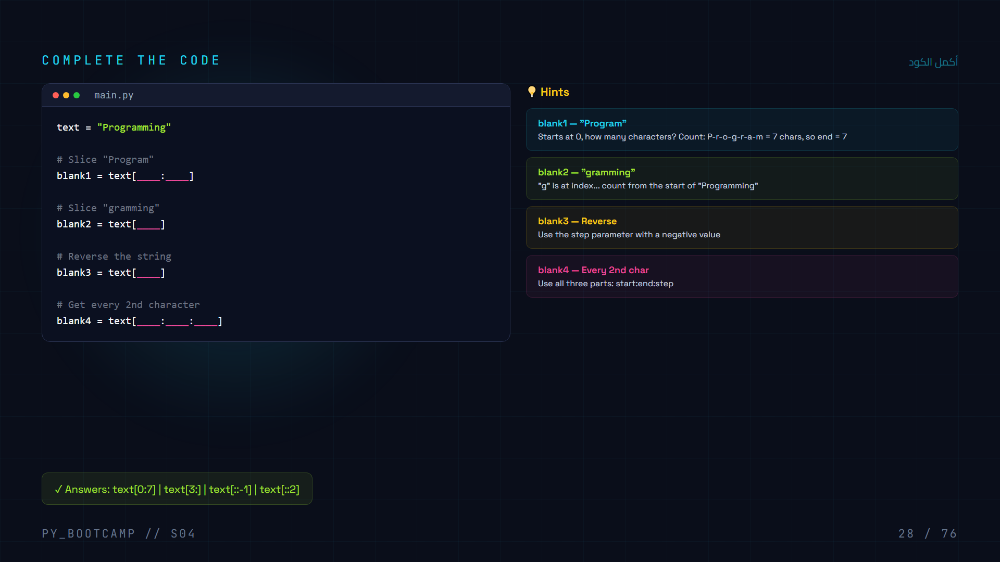 COMPLETE THE CODE
أكمل الكود
main.py
text = "Programming"
# Slice "Program"
blank1 = text[____:____]
# Slice "gramming"
blank2 = text[____]
# Reverse the string
blank3 = text[____]
# Get every 2nd character
blank4 = text[____:____:____]
💡 Hints
blank1 — ”Program”
Starts at 0, how many characters? Count: P-r-o-g-r-a-m = 7 chars, so end = 7
blank2 — ”gramming”
”g” is at index... count from the start of ”Programming”
blank3 — Reverse
Use the step parameter with a negative value
blank4 — Every 2nd char
Use all three parts: start:end:step
✓ Answers: text[0:7] | text[3:] | text[::-1] | text[::2]
PY_BOOTCAMP // S04
28 / 76